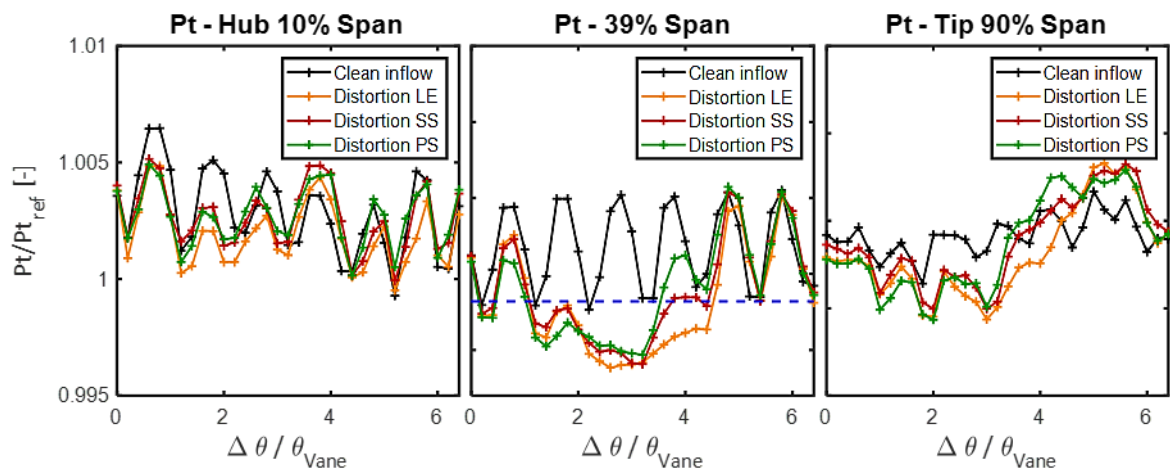 Pt - Hub 10% Span
Pt - 39% Span
Pt - Tip 90% Span
Pt/Pt_ref [-]
1.01
1.005
1
0.995
Clean inflow
Distortion LE
Distortion SS
Distortion PS
Clean inflow
Distortion LE
Distortion SS
Distortion PS
Clean inflow
Distortion LE
Distortion SS
Distortion PS
0 2 4 6
0 2 4 6
0 2 4 6
Δ θ / θ_Vane
Δ θ / θ_Vane
Δ θ / θ_Vane